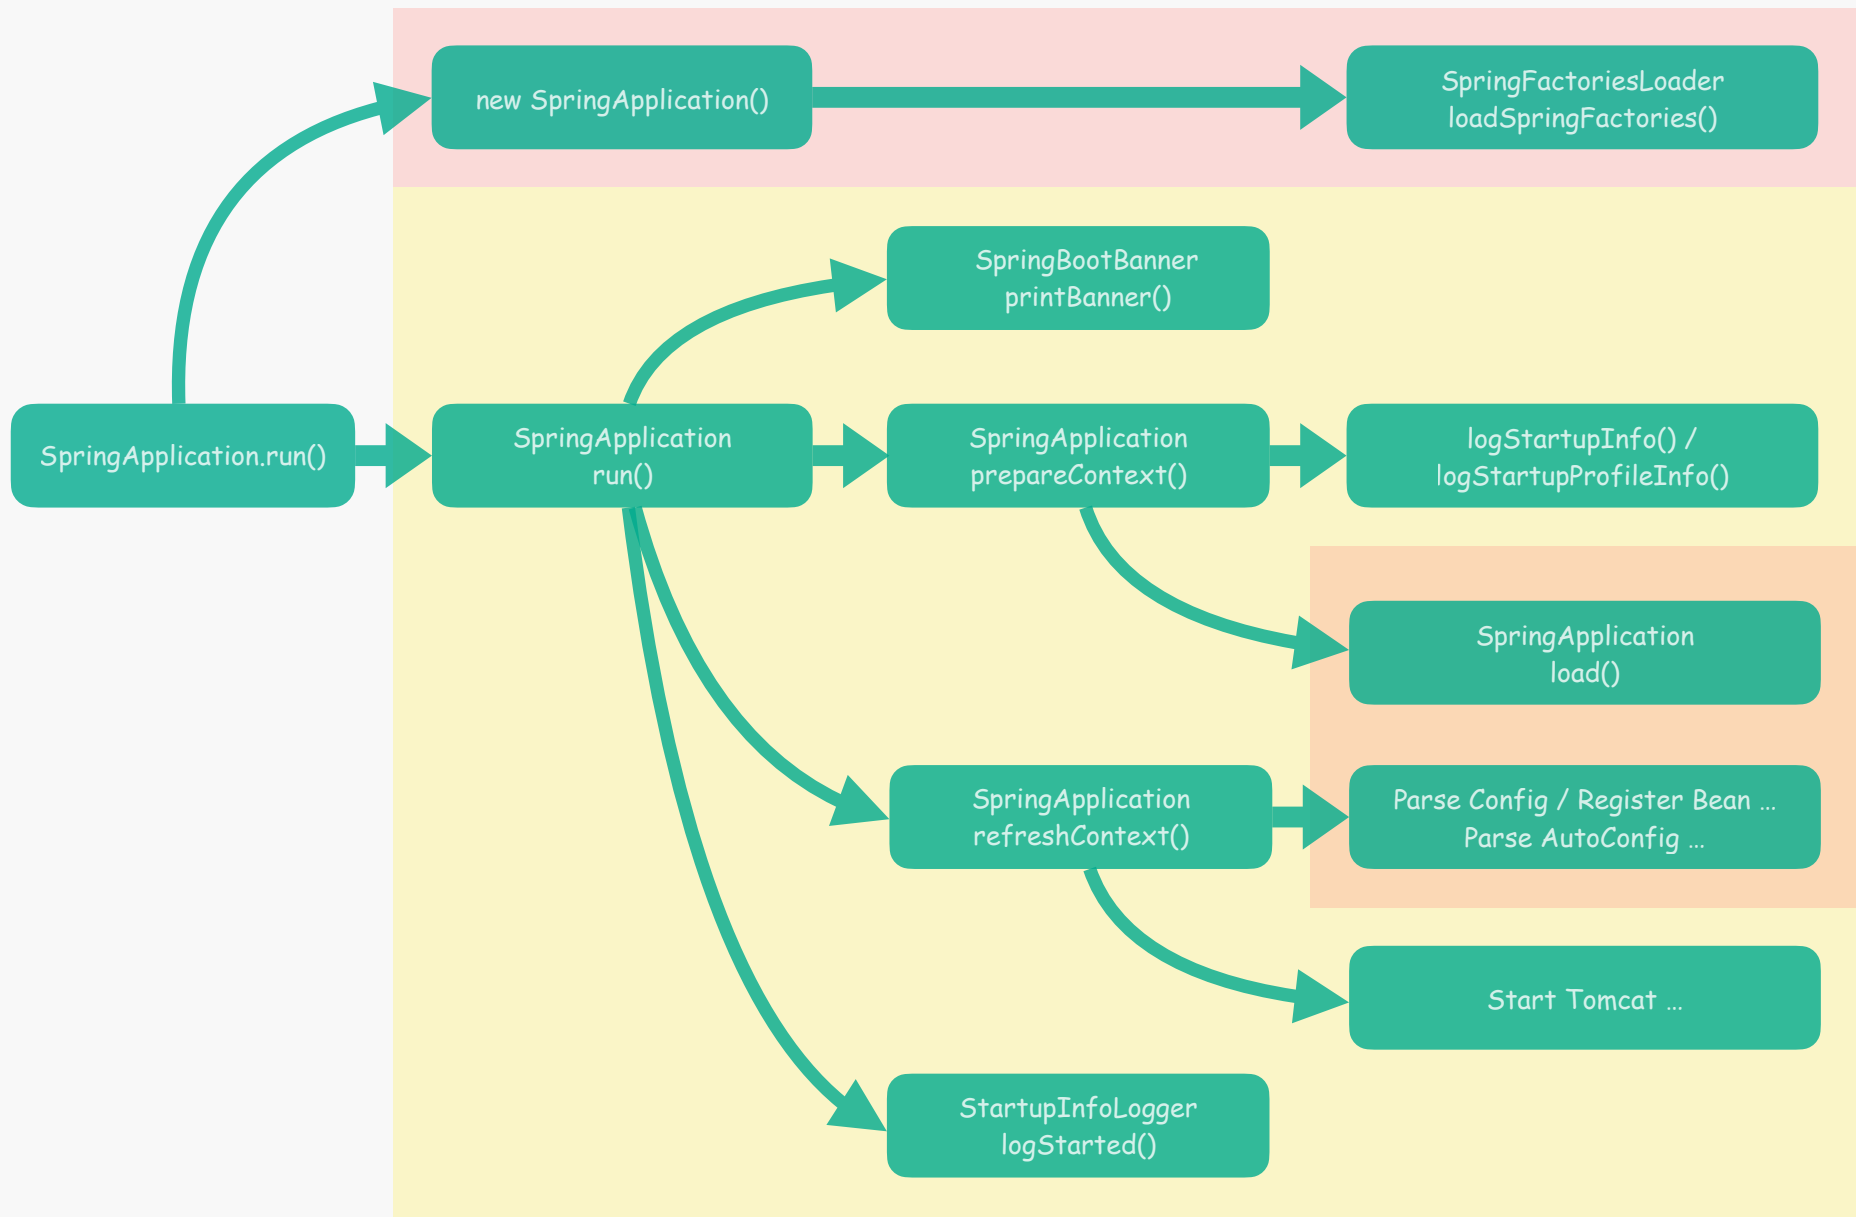 new SpringApplication()
SpringFactoriesLoader
loadSpringFactories()
SpringBootBanner
printBanner()
SpringApplication.run()
SpringApplication
run()
SpringApplication
prepareContext()
logStartupInfo() /
logStartupProfileInfo()
SpringApplication
load()
SpringApplication
refreshContext()
Parse Config / Register Bean ...
Parse AutoConfig ...
Start Tomcat ...
StartupInfoLogger
logStarted()